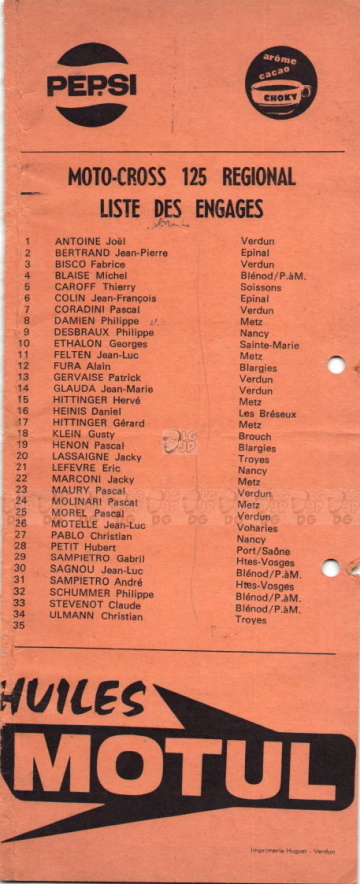 PEPSI
arôme
cacao
CHOKY
MOTO-CROSS 125 REGIONAL
LISTE DES ENGAGES
1 ANTOINE Joël Verdun
2 BERTRAND Jean-Pierre Epinal
3 BISCO Fabrice Verdun
4 BLAISE Michel Blénod/P.àM.
5 CAROFF Thierry Soissons
6 COLIN Jean-François Epinal
7 CORADINI Pascal Verdun
8 DAMIEN Philippe Metz
9 DESBRAUX Philippe Nancy
10 ETHALON Georges Sainte-Marie
11 FELTEN Jean-Luc Metz
12 FURA Alain Blargies
13 GERVAISE Patrick Verdun
14 GLAUDA Jean-Marie Verdun
15 HITTINGER Hervé Metz
16 HEINIS Daniel Les Bréseux
17 HITTINGER Gérard Metz
18 KLEIN Gusty Brouch
19 HENON Pascal Blargies
20 LASSAIGNE Jacky Troyes
21 LEFEVRE Eric Nancy
22 MARCONI Jacky Metz
23 MAURY Pascal Verdun
24 MOLINARI Pascal Metz
25 MOREL Pascal Verdun
26 MOTELLE Jean-Luc Voharies
27 PABLO Christian Nancy
28 PETIT Hubert Port/Saône
29 SAMPIETRO Gabril Htes-Vosges
30 SAGNOU Jean-Luc Blénod/P.àM.
31 SAMPIETRO André Htes-Vosges
32 SCHUMMER Philippe Blénod/P.àM.
33 STEVENOT Claude Blénod/P.àM.
34 ULMANN Christian Troyes
35
HUILES
MOTUL
Imprimerie Huguet - Verdun